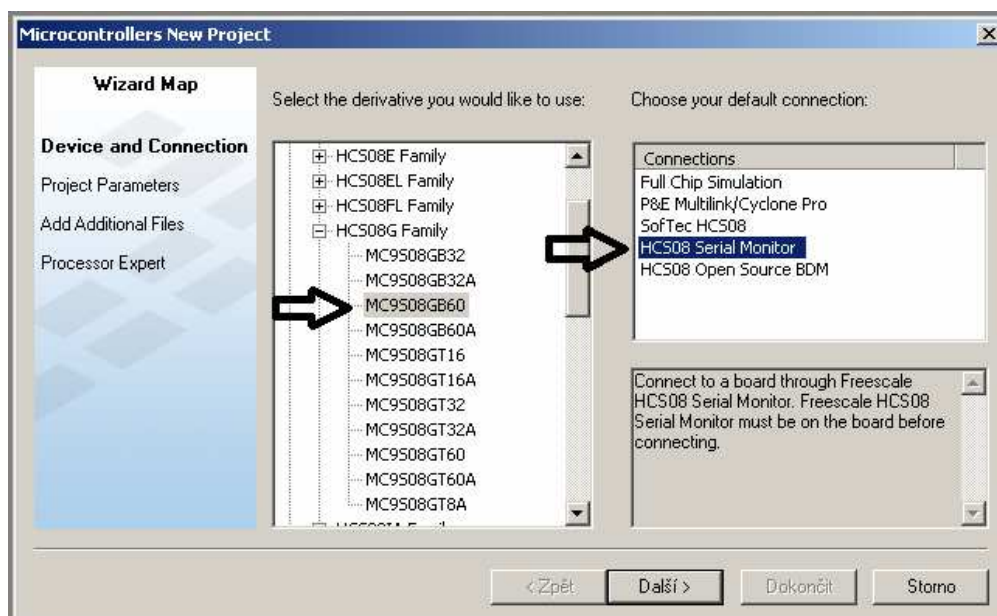 Microcontrollers New Project
Wizard Map
Device and Connection
Project Parameters
Add Additional Files
Processor Expert
Select the derivative you would like to use:
HCS08E Family
HCS08EL Family
HCS08FL Family
HCS08G Family
MC9S08GB32
MC9S08GB32A
MC9S08GB60
MC9S08GB60A
MC9S08GT16
MC9S08GT16A
MC9S08GT32
MC9S08GT32A
MC9S08GT60
MC9S08GT60A
MC9S08GT8A
Choose your default connection:
Connections
Full Chip Simulation
P&E Multilink/Cyclone Pro
SofTec HCS08
HCS08 Serial Monitor
HCS08 Open Source BDM
Connect to a board through Freescale
HCS08 Serial Monitor. Freescale HCS08
Serial Monitor must be on the board before
connecting.
< Zpět
Další >
Dokončit
Storno